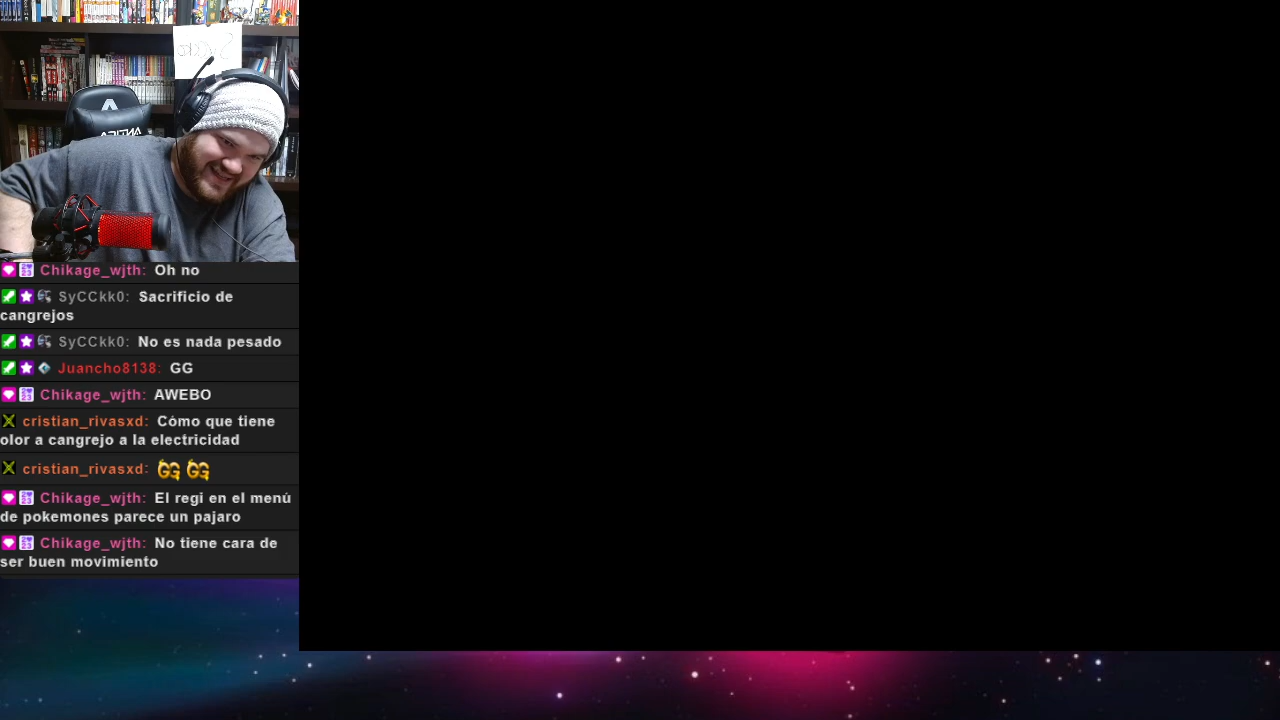 Chikage_wjth: Oh no
SyCCkk0: Sacrificio de
cangrejos
SyCCkk0: No es nada pesado
Juancho8138: GG
Chikage_wjth: AWEBO
cristian_rivasxd: Cómo que tiene
olor a cangrejo a la electricidad
cristian_rivasxd: GG GG
Chikage_wjth: El regi en el menú
de pokemones parece un pajaro
Chikage_wjth: No tiene cara de
ser buen movimiento